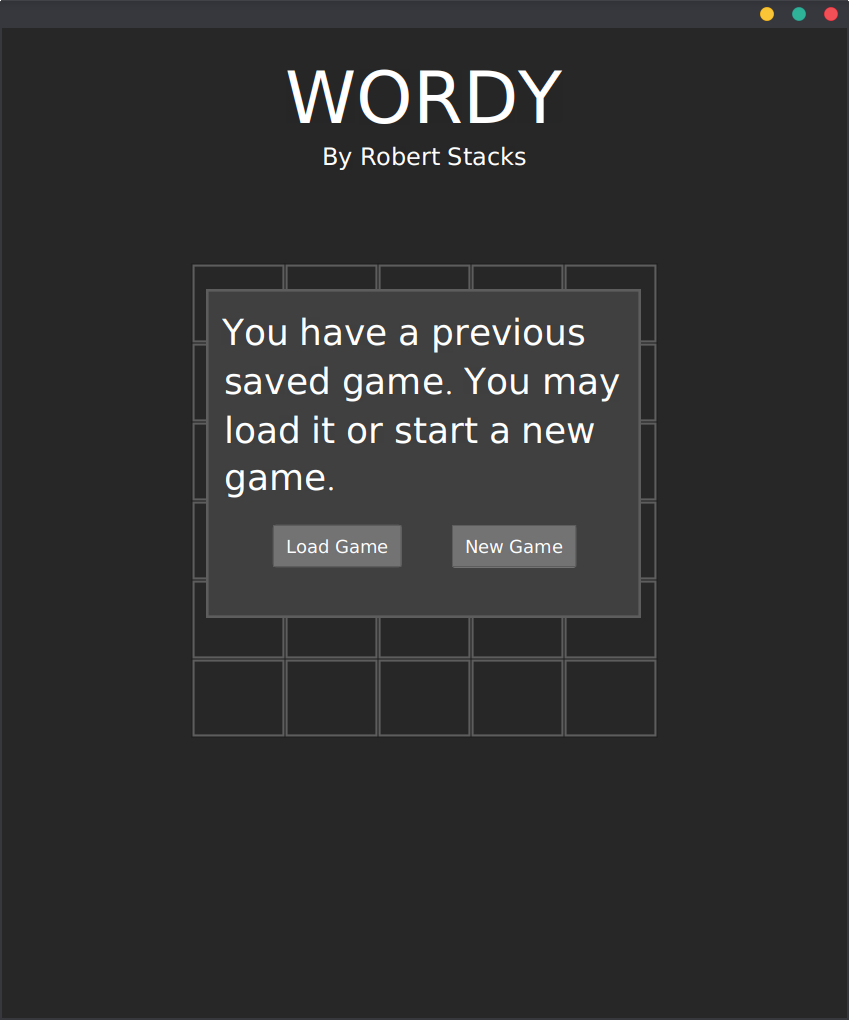 WORDY
By Robert Stacks
You have a previous
saved game. You may
load it or start a new
game.
Load Game
New Game